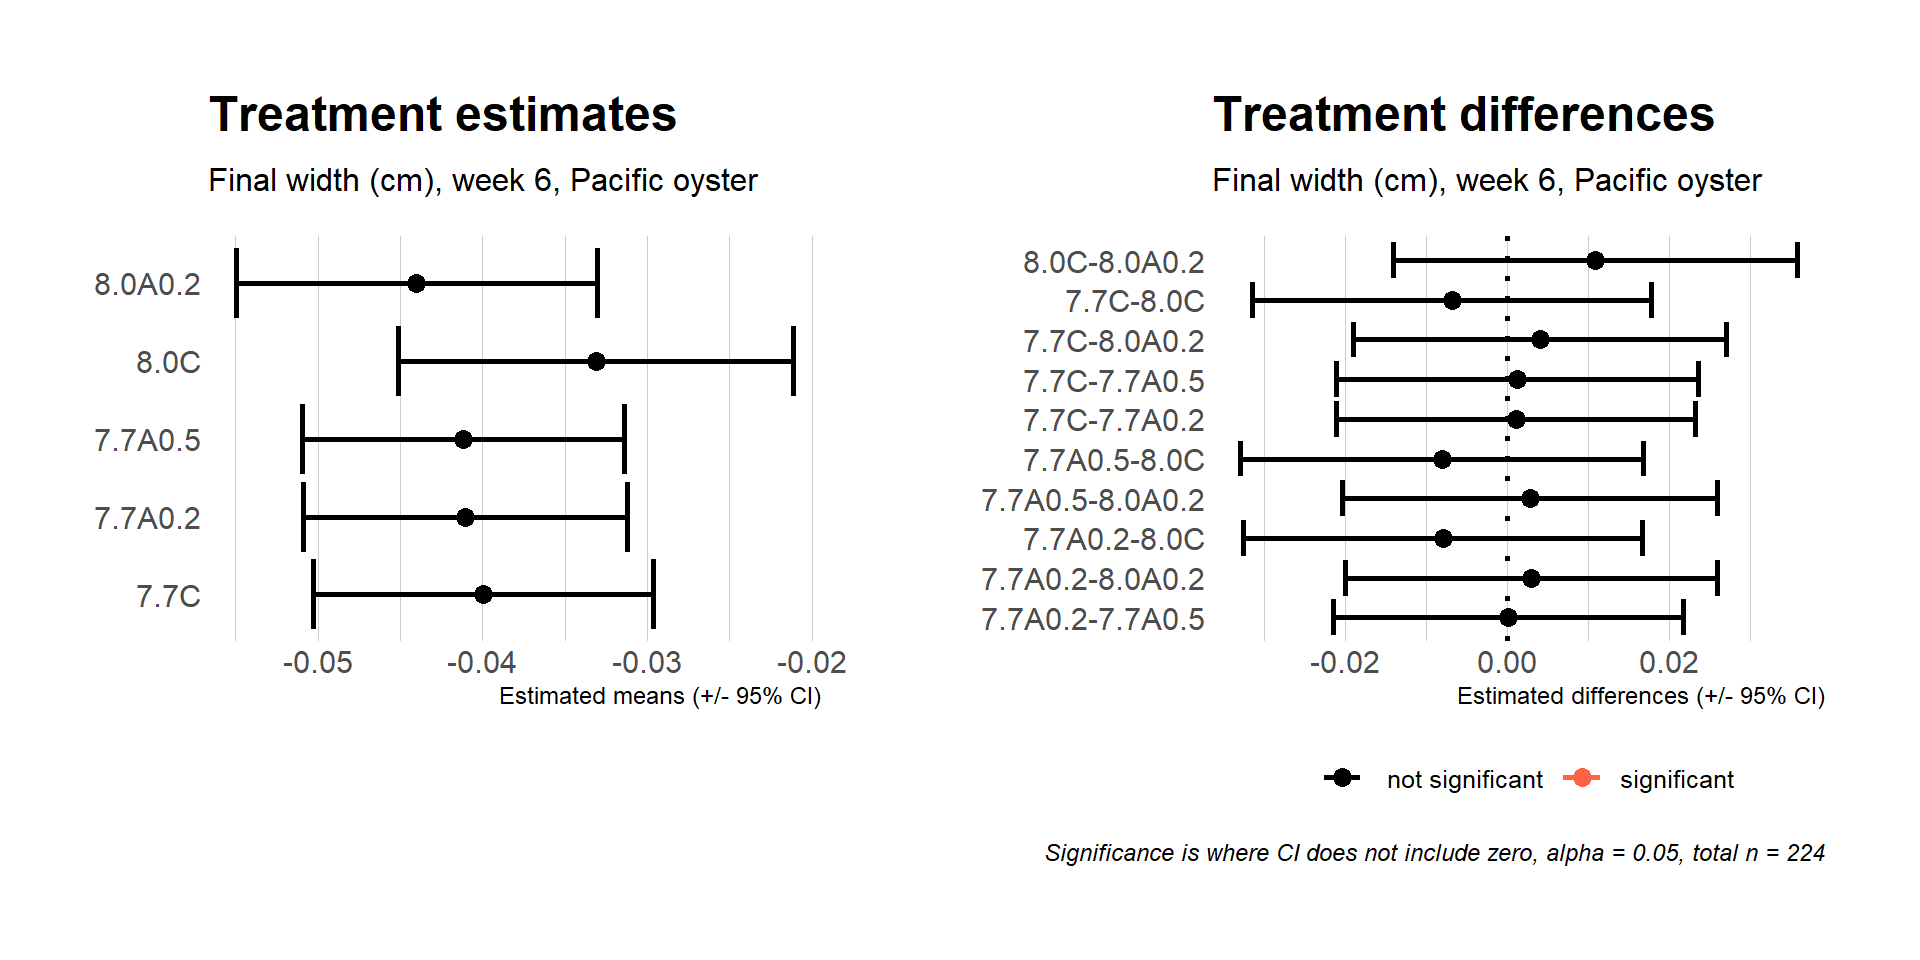 Treatment estimates
Final width (cm), week 6, Pacific oyster
8.0A0.2
8.0C
7.7A0.5
7.7A0.2
7.7C
-0.05 -0.04 -0.03 -0.02
Estimated means (+/- 95% CI)
Treatment differences
Final width (cm), week 6, Pacific oyster
8.0C-8.0A0.2
7.7C-8.0C
7.7C-8.0A0.2
7.7C-7.7A0.5
7.7C-7.7A0.2
7.7A0.5-8.0C
7.7A0.5-8.0A0.2
7.7A0.2-8.0C
7.7A0.2-8.0A0.2
7.7A0.2-7.7A0.5
-0.02 0.00 0.02
Estimated differences (+/- 95% CI)
not significant significant
Significance is where CI does not include zero, alpha = 0.05, total n = 224